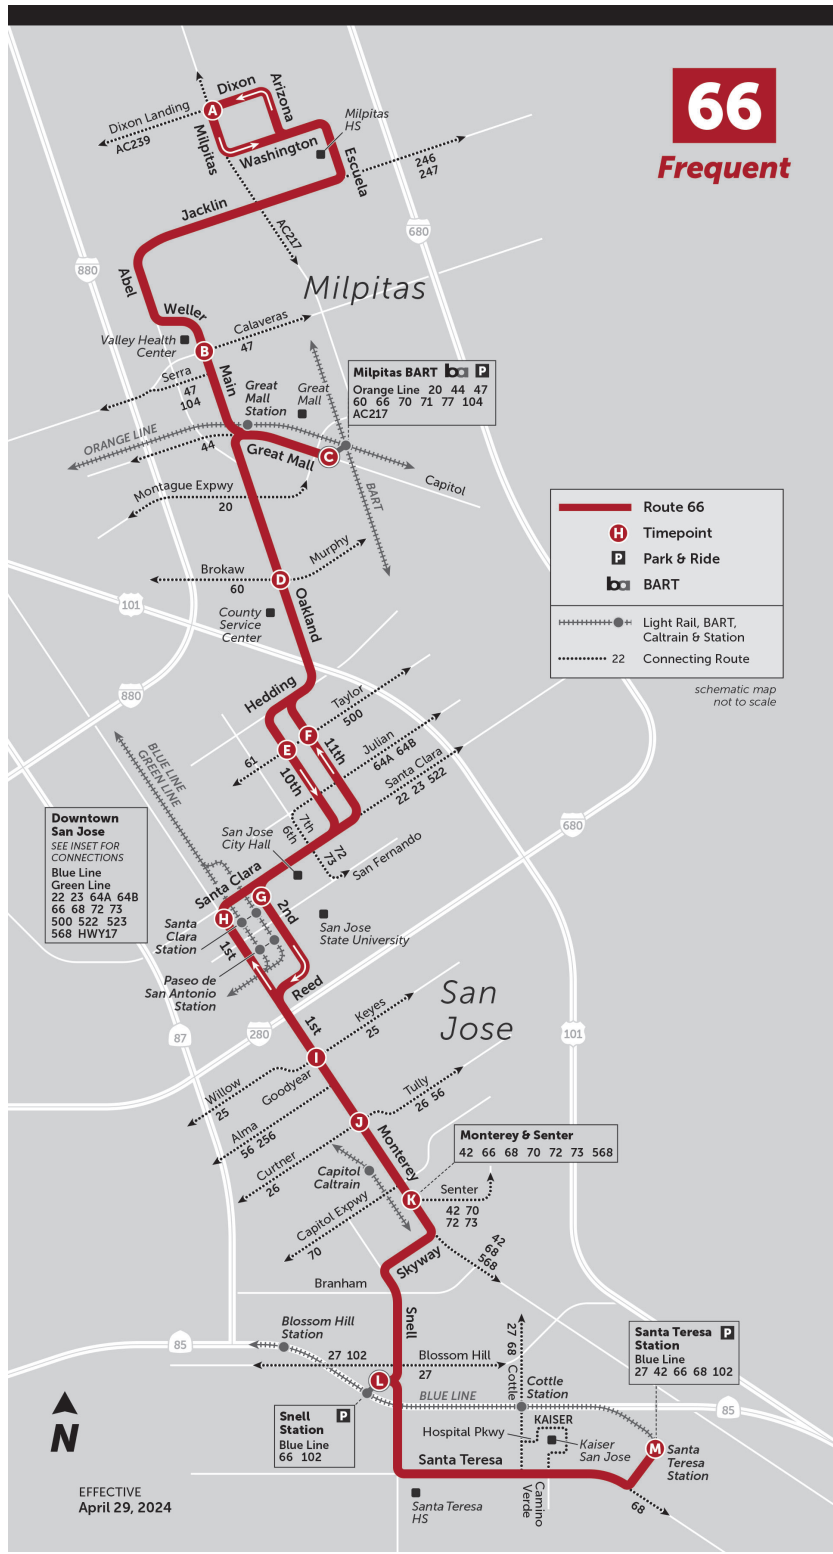 66
Frequent
Dixon
Arizona
Dixon Landing
AC239
A
Milpitas
Washington
Milpitas
HS
Escuela
246
247
Jacklin
AC217
680
880
Abel
Milpitas
Weller
Calaveras
47
Valley Health
Center
B
Main
Serra
47
104
Great
Mall
Station
Great
Mall
Milpitas BART ba P
Orange Line 20 44 47
60 66 70 71 77 104
AC217
ORANGE LINE
44
Great Mall
C
Capitol
BART
Montague Expwy
20
Route 66
H Timepoint
P Park & Ride
ba BART
Light Rail, BART,
Caltrain & Station
22 Connecting Route
schematic map
not to scale
Brokaw
60
D
Murphy
101
County
Service
Center
Oakland
880
Hedding
Taylor
500
61
E
F
10th
11th
Julian
64A 64B
Santa Clara
22 23 522
BLUE LINE
GREEN LINE
7th
6th
72
73
San Fernando
680
Downtown
San Jose
SEE INSET FOR
CONNECTIONS
Blue Line
Green Line
22 23 64A 64B
66 68 72 73
500 522 523
568 HWY17
San Jose
City Hall
Santa Clara
G
H
2nd
1st
Santa
Clara
Station
San Jose
State University
Paseo de
San Antonio
Station
Reed
San
Jose
87
280
101
1st
Keyes
25
I
Willow
25
Goodyear
Tully
26 56
Alma
56 256
J
Monterey
Curtner
26
Monterey & Senter
42 66 68 70 72 73 568
Capitol
Caltrain
K
Senter
42 70
72 73
Capitol Expwy
70
Skyway
42
68
568
Branham
Snell
Blossom Hill
Station
85
27 102
Blossom Hill
27
27 68
Cottle
Santa Teresa P
Station
Blue Line
27 42 66 68 102
L
BLUE LINE
Cottle
Station
85
Snell P
Station
Blue Line
66 102
Hospital Pkwy
KAISER
Kaiser
San Jose
M
Santa
Teresa
Station
Santa Teresa
N
Santa Teresa
HS
Camino
Verde
68
EFFECTIVE
April 29, 2024